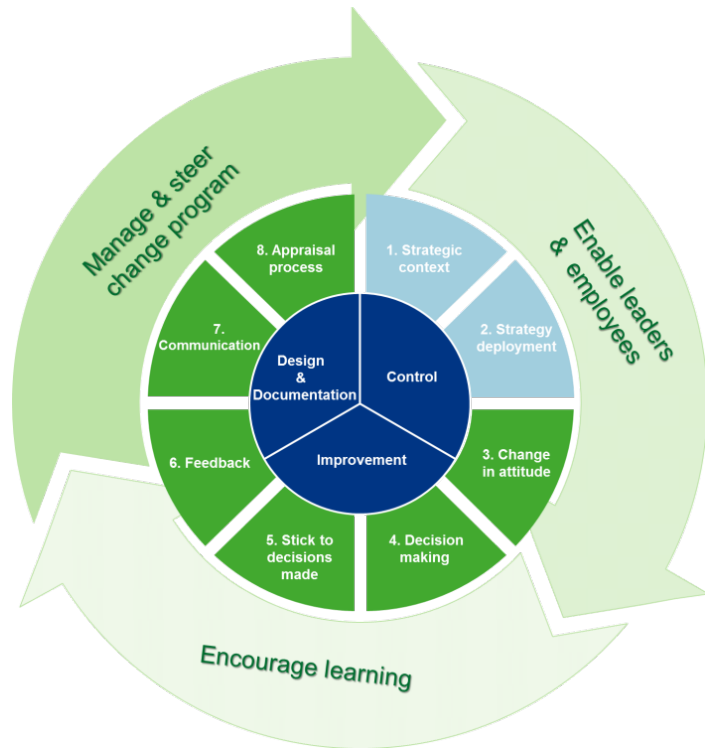 Manage & steer
change program
Enable leaders
& employees
Encourage learning
1. Strategic
context
2. Strategy
deployment
3. Change
in attitude
4. Decision
making
5. Stick to
decisions
made
6. Feedback
7.
Communication
8. Appraisal
process
Design
&
Documentation
Control
Improvement